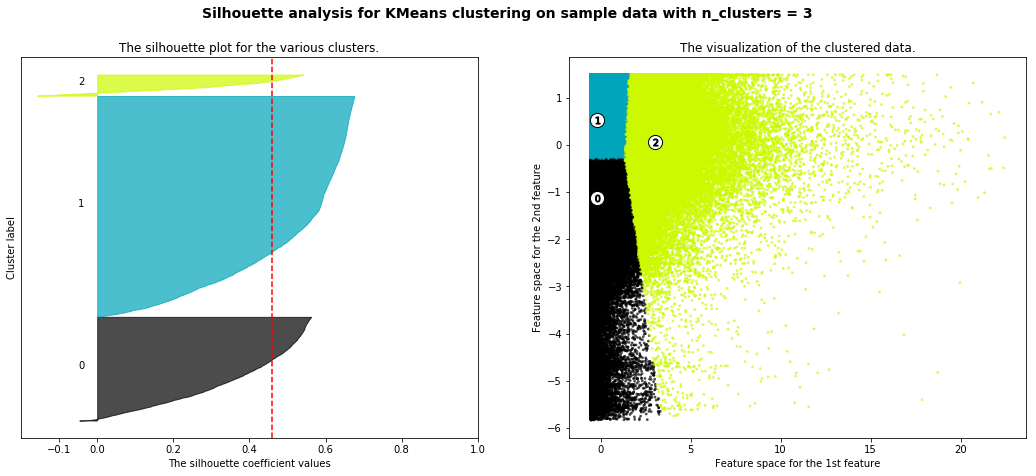 Silhouette analysis for KMeans clustering on sample data with n_clusters = 3
The silhouette plot for the various clusters.
Cluster label
2
1
0
−0.1 0.0 0.2 0.4 0.6 0.8 1.0
The silhouette coefficient values
The visualization of the clustered data.
Feature space for the 2nd feature
1
0
−1
−2
−3
−4
−5
−6
1
2
0
0 5 10 15 20
Feature space for the 1st feature